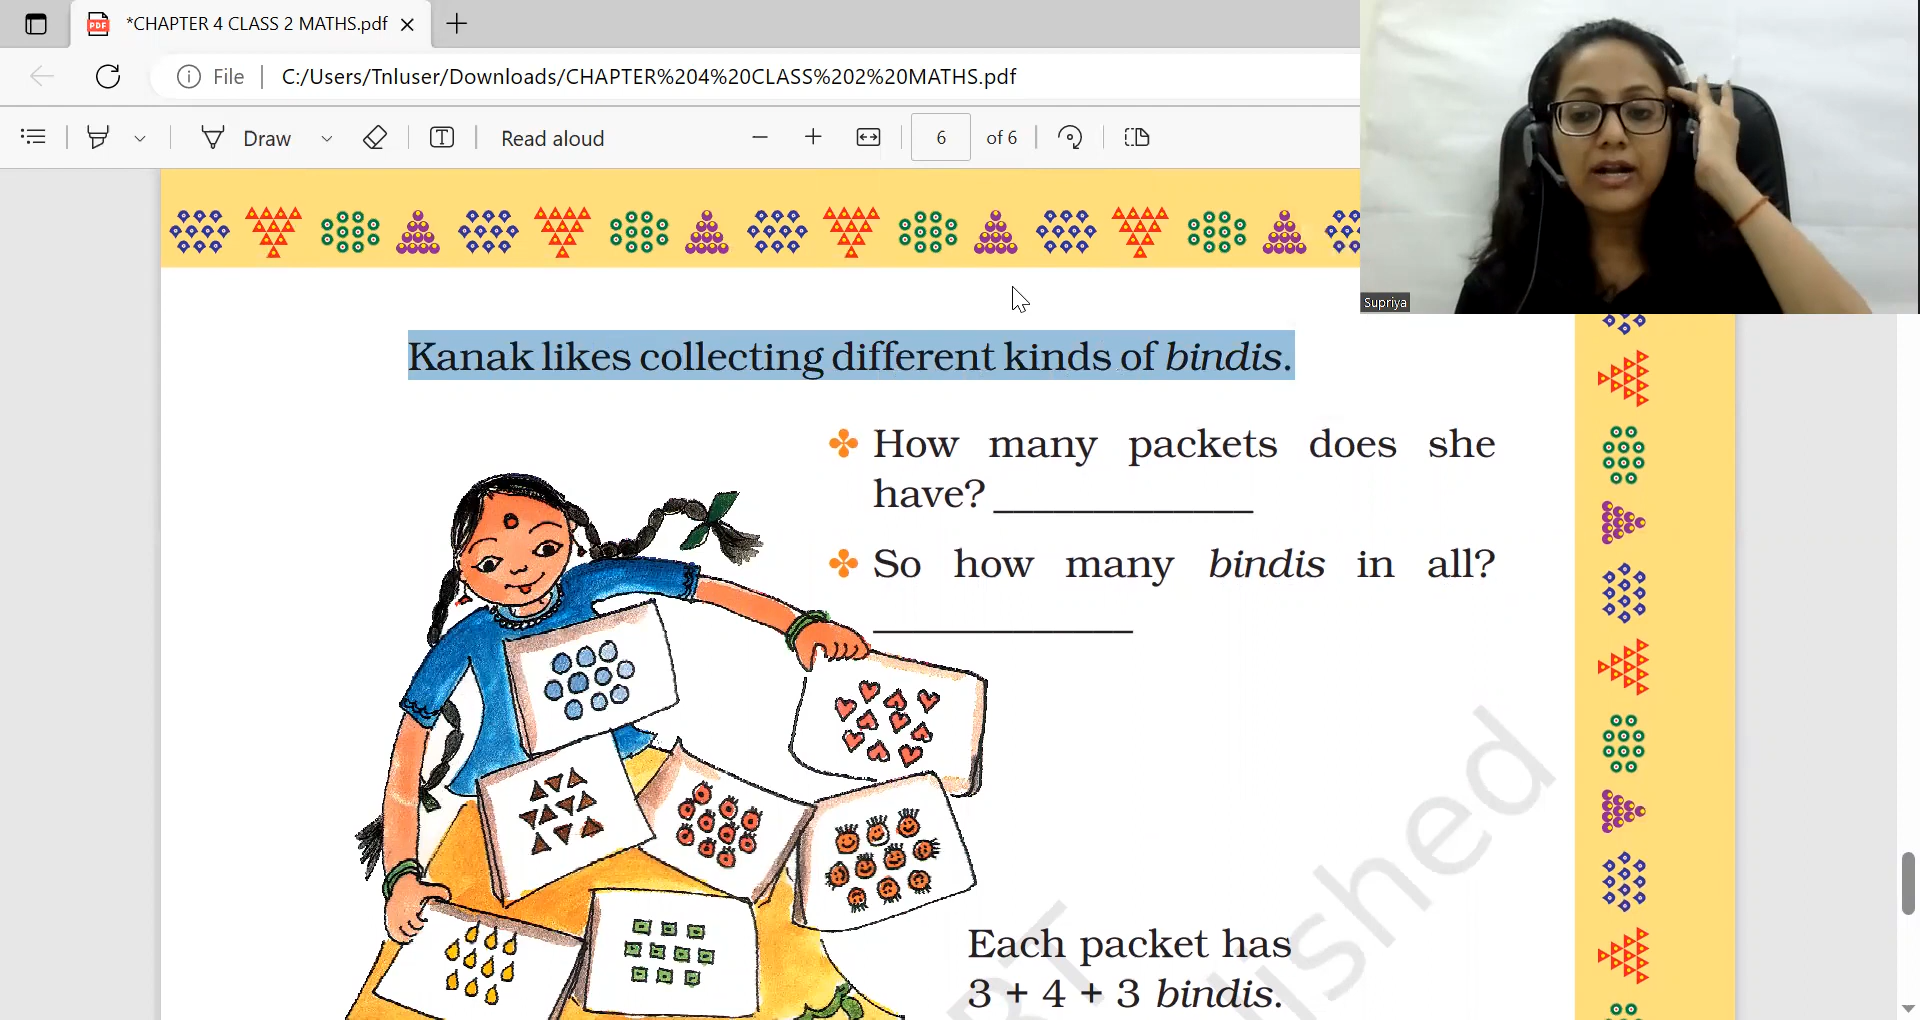 *CHAPTER 4 CLASS 2 MATHS.pdf
File
C:/Users/Tnluser/Downloads/CHAPTER%204%20CLASS%202%20MATHS.pdf
Draw
T
Read aloud
6
of 6
Supriya
Kanak likes collecting different kinds of bindis.
How many packets does she
have? ____________
So how many bindis in all?
____________
Each packet has
3 + 4 + 3 bindis.